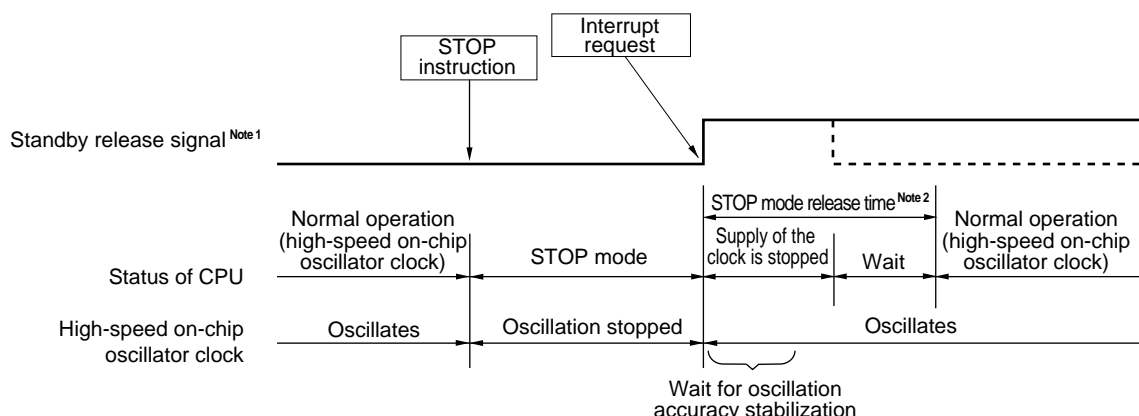 Interrupt
request
STOP
instruction
Standby release signal Note 1
STOP mode release time Note 2
Normal operation
(high-speed on-chip
oscillator clock)
Supply of the
clock is stopped
Normal operation
(high-speed on-chip
oscillator clock)
Status of CPU
STOP mode
Wait
High-speed on-chip
oscillator clock
Oscillates
Oscillation stopped
Oscillates
Wait for oscillation
accuracy stabilization